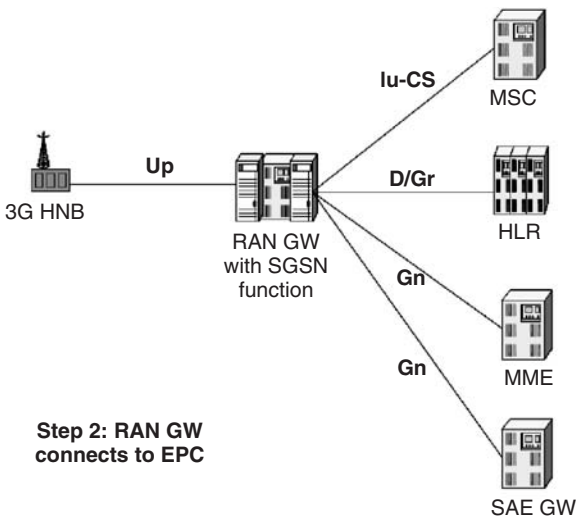 Iu-CS
MSC
Up
D/Gr
3G HNB
RAN GW
with SGSN
function
HLR
Gn
Gn
MME
Step 2: RAN GW
connects to EPC
SAE GW